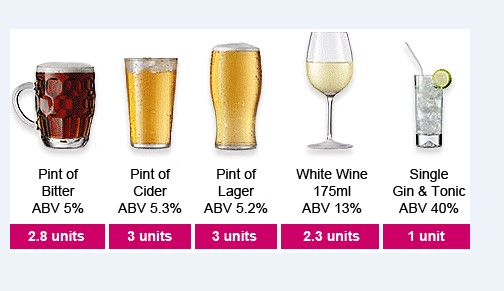 Pint of
Bitter
ABV 5%
2.8 units
Pint of
Cider
ABV 5.3%
3 units
Pint of
Lager
ABV 5.2%
3 units
White Wine
175ml
ABV 13%
2.3 units
Single
Gin & Tonic
ABV 40%
1 unit